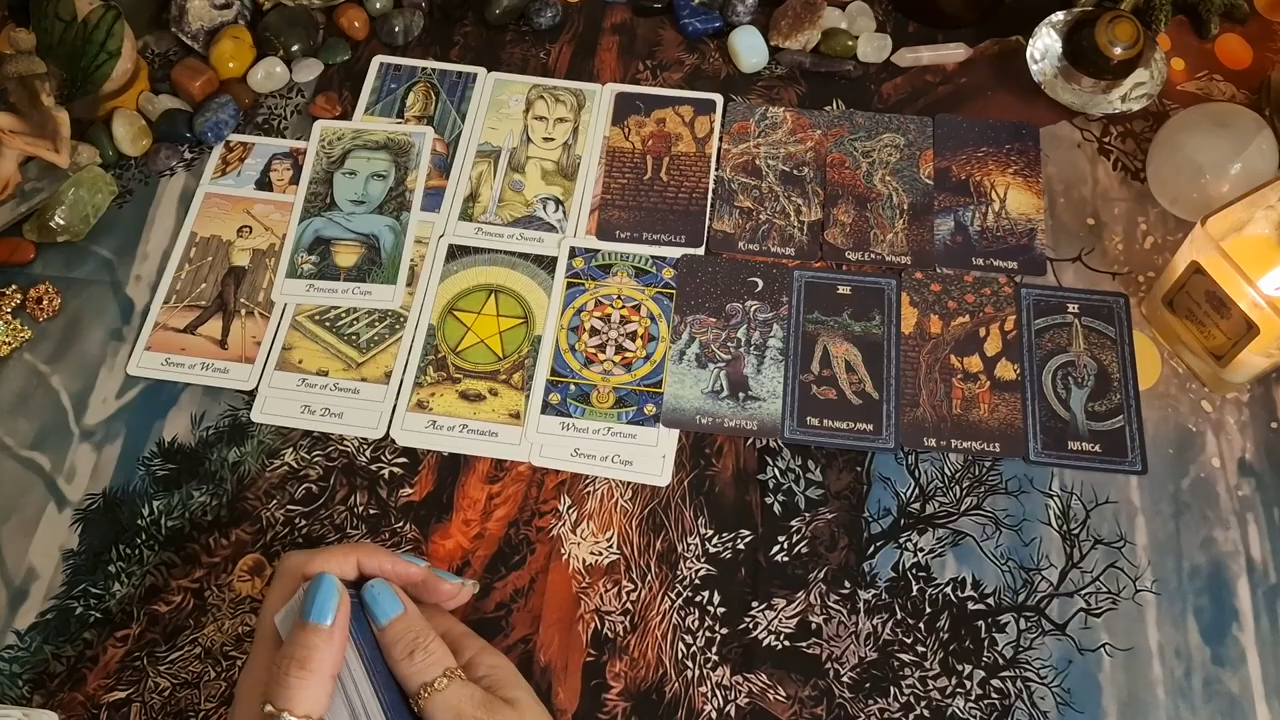 Princess of Swords
TWO OF PENTACLES
KING OF WANDS
QUEEN OF WANDS
SIX OF WANDS
Princess of Cups
Seven of Wands
Four of Swords
The Devil
Ace of Pentacles
Wheel of Fortune
Seven of Cups
TWO OF SWORDS
XII
THE HANGED MAN
SIX OF PENTACLES
XI
JUSTICE